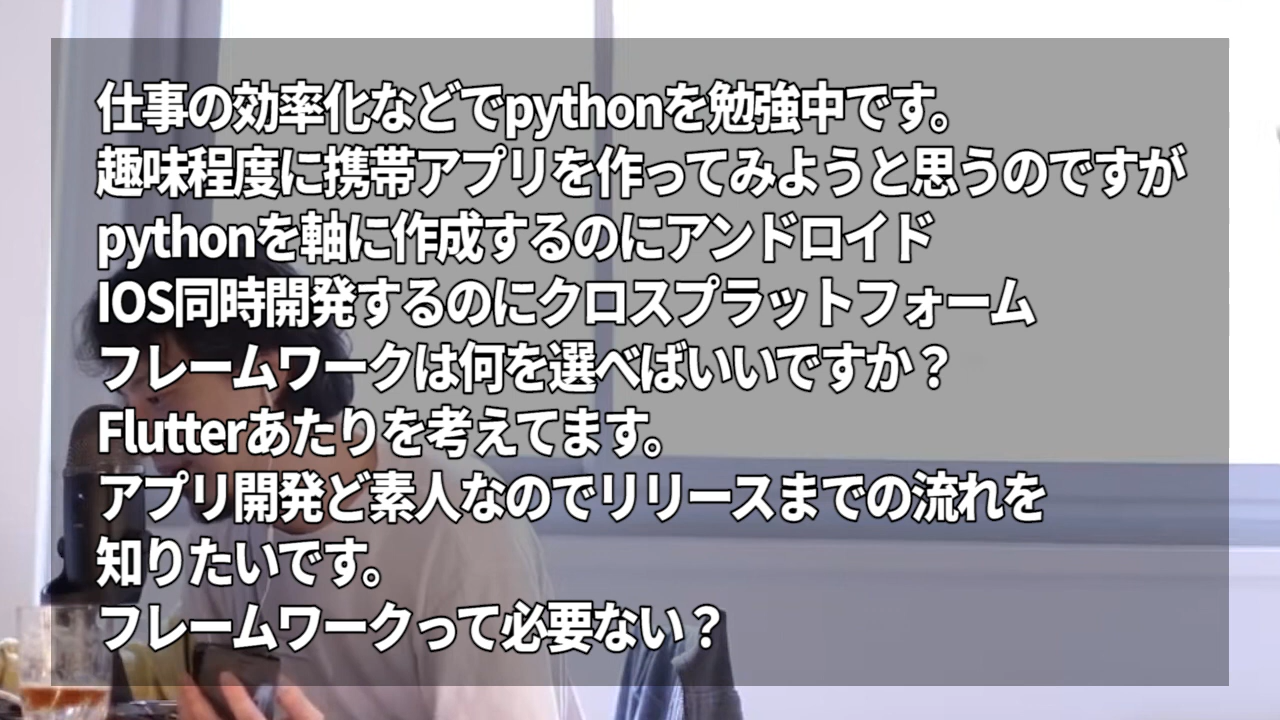 仕事の効率化などでpythonを勉強中です。
趣味程度に携帯アプリを作ってみようと思うのですが
pythonを軸に作成するのにアンドロイド
IOS同時開発するのにクロスプラットフォーム
フレームワークは何を選べばいいですか？
Flutterあたりを考えてます。
アプリ開発ど素人なのでリリースまでの流れを
知りたいです。
フレームワークって必要ない？